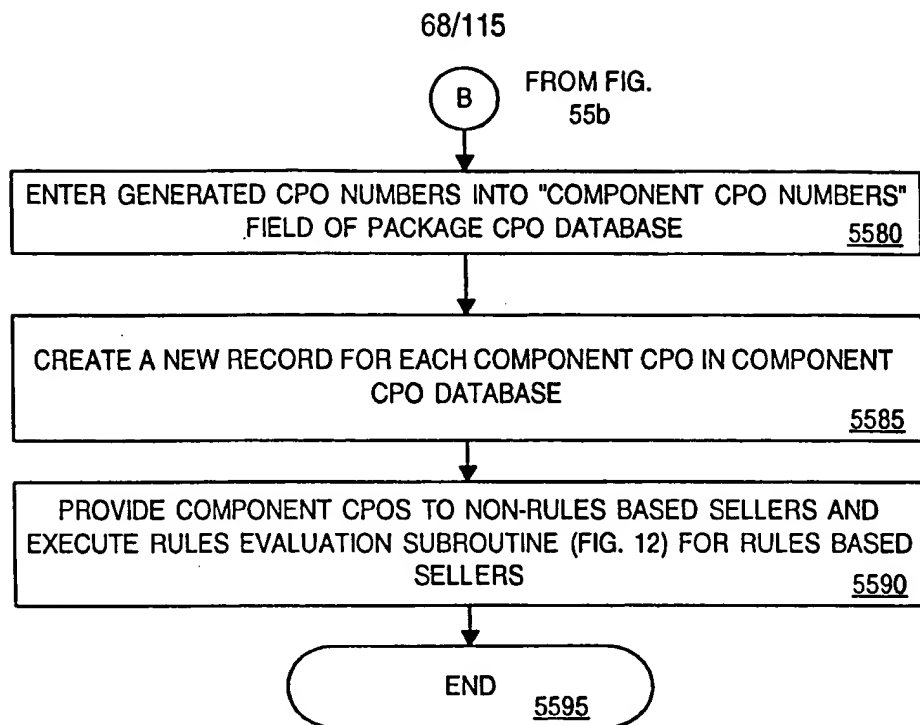 68/115
B
FROM FIG.
55b
ENTER GENERATED CPO NUMBERS INTO "COMPONENT CPO NUMBERS"
FIELD OF PACKAGE CPO DATABASE
5580
CREATE A NEW RECORD FOR EACH COMPONENT CPO IN COMPONENT
CPO DATABASE
5585
PROVIDE COMPONENT CPOS TO NON-RULES BASED SELLERS AND
EXECUTE RULES EVALUATION SUBROUTINE (FIG. 12) FOR RULES BASED
SELLERS
5590
END
5595